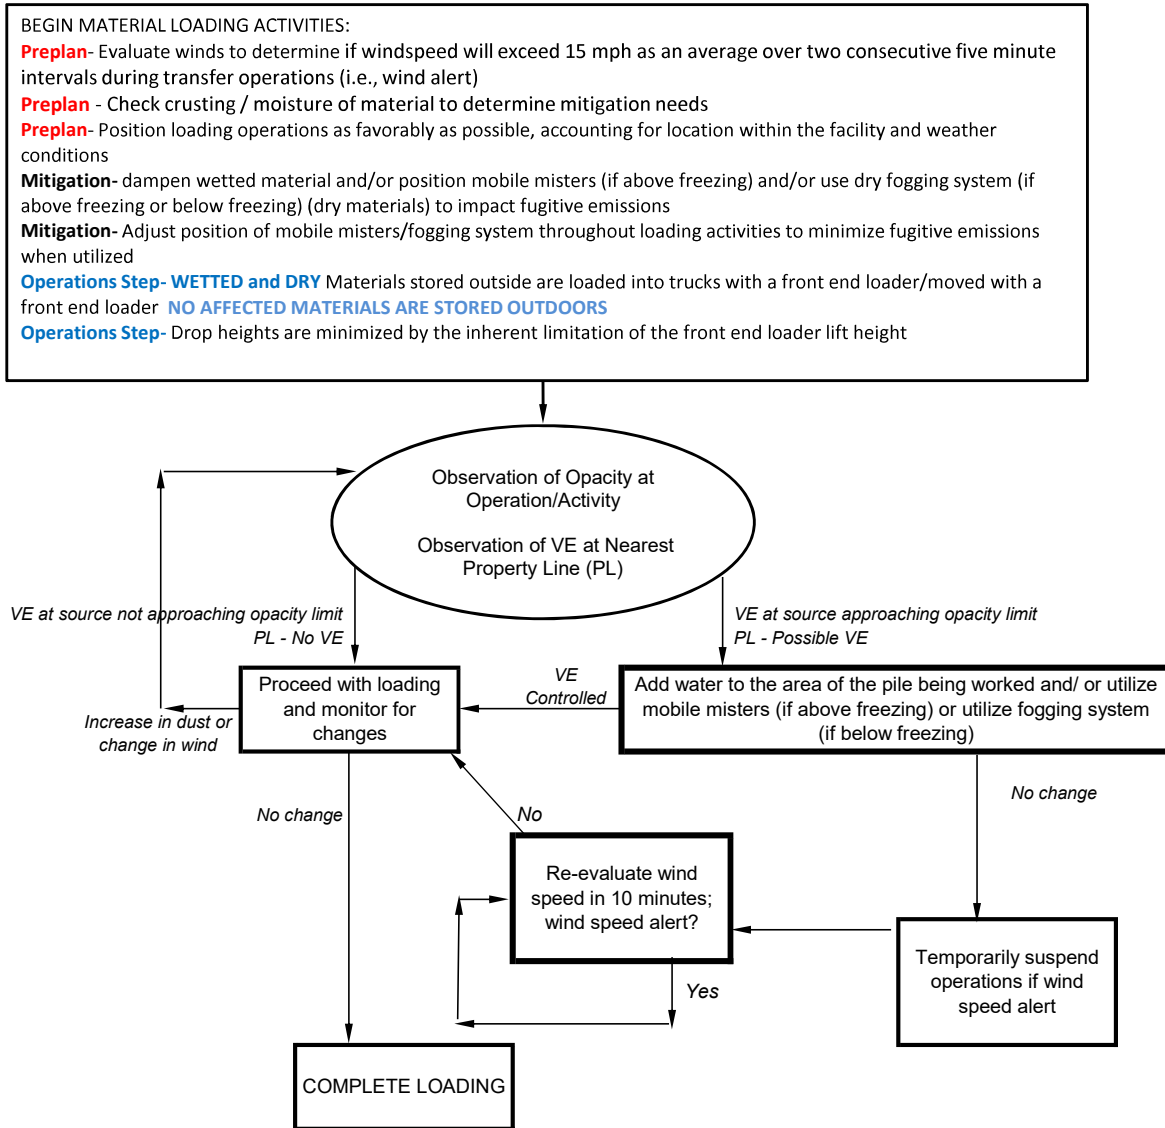 BEGIN MATERIAL LOADING ACTIVITIES:
Preplan- Evaluate winds to determine if windspeed will exceed 15 mph as an average over two consecutive five minute
intervals during transfer operations (i.e., wind alert)
Preplan - Check crusting / moisture of material to determine mitigation needs
Preplan- Position loading operations as favorably as possible, accounting for location within the facility and weather
conditions
Mitigation- dampen wetted material and/or position mobile misters (if above freezing) and/or use dry fogging system (if
above freezing or below freezing) (dry materials) to impact fugitive emissions
Mitigation- Adjust position of mobile misters/fogging system throughout loading activities to minimize fugitive emissions
when utilized
Operations Step- WETTED and DRY Materials stored outside are loaded into trucks with a front end loader/moved with a
front end loader NO AFFECTED MATERIALS ARE STORED OUTDOORS
Operations Step- Drop heights are minimized by the inherent limitation of the front end loader lift height
Observation of Opacity at
Operation/Activity
Observation of VE at Nearest
Property Line (PL)
VE at source not approaching opacity limit
PL - No VE
VE at source approaching opacity limit
PL - Possible VE
Proceed with loading
and monitor for
changes
VE
Controlled
Add water to the area of the pile being worked and/ or utilize
mobile misters (if above freezing) or utilize fogging system
(if below freezing)
Increase in dust or
change in wind
No change
No
No change
Re-evaluate wind
speed in 10 minutes;
wind speed alert?
Yes
Temporarily suspend
operations if wind
speed alert
COMPLETE LOADING